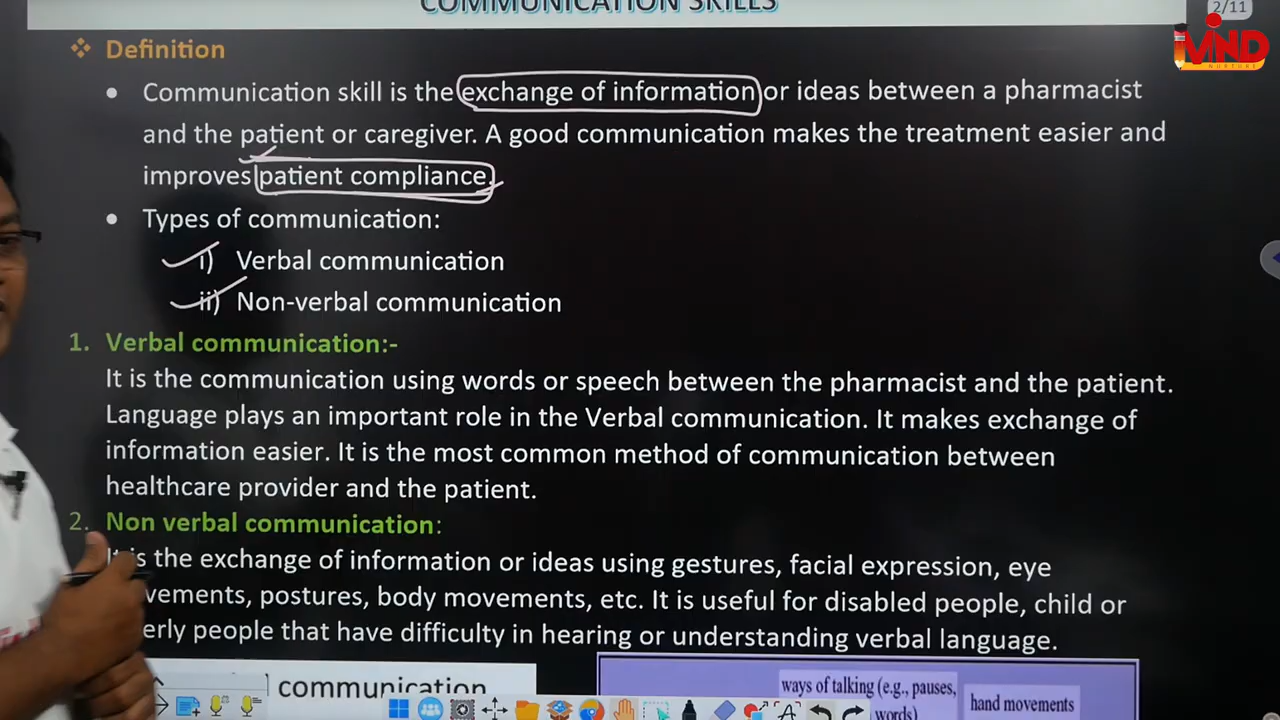 COMMUNICATION SKILLS
2/11
MIND
NURTURE
❖ Definition
• Communication skill is the exchange of information or ideas between a pharmacist
and the patient or caregiver. A good communication makes the treatment easier and
improves patient compliance.
• Types of communication:
i) Verbal communication
ii) Non-verbal communication
1. Verbal communication:-
It is the communication using words or speech between the pharmacist and the patient.
Language plays an important role in the Verbal communication. It makes exchange of
information easier. It is the most common method of communication between
healthcare provider and the patient.
2. Non verbal communication:
It is the exchange of information or ideas using gestures, facial expression, eye
vements, postures, body movements, etc. It is useful for disabled people, child or
erly people that have difficulty in hearing or understanding verbal language.
communication
ways of talking (e.g., pauses,
words)
hand movements